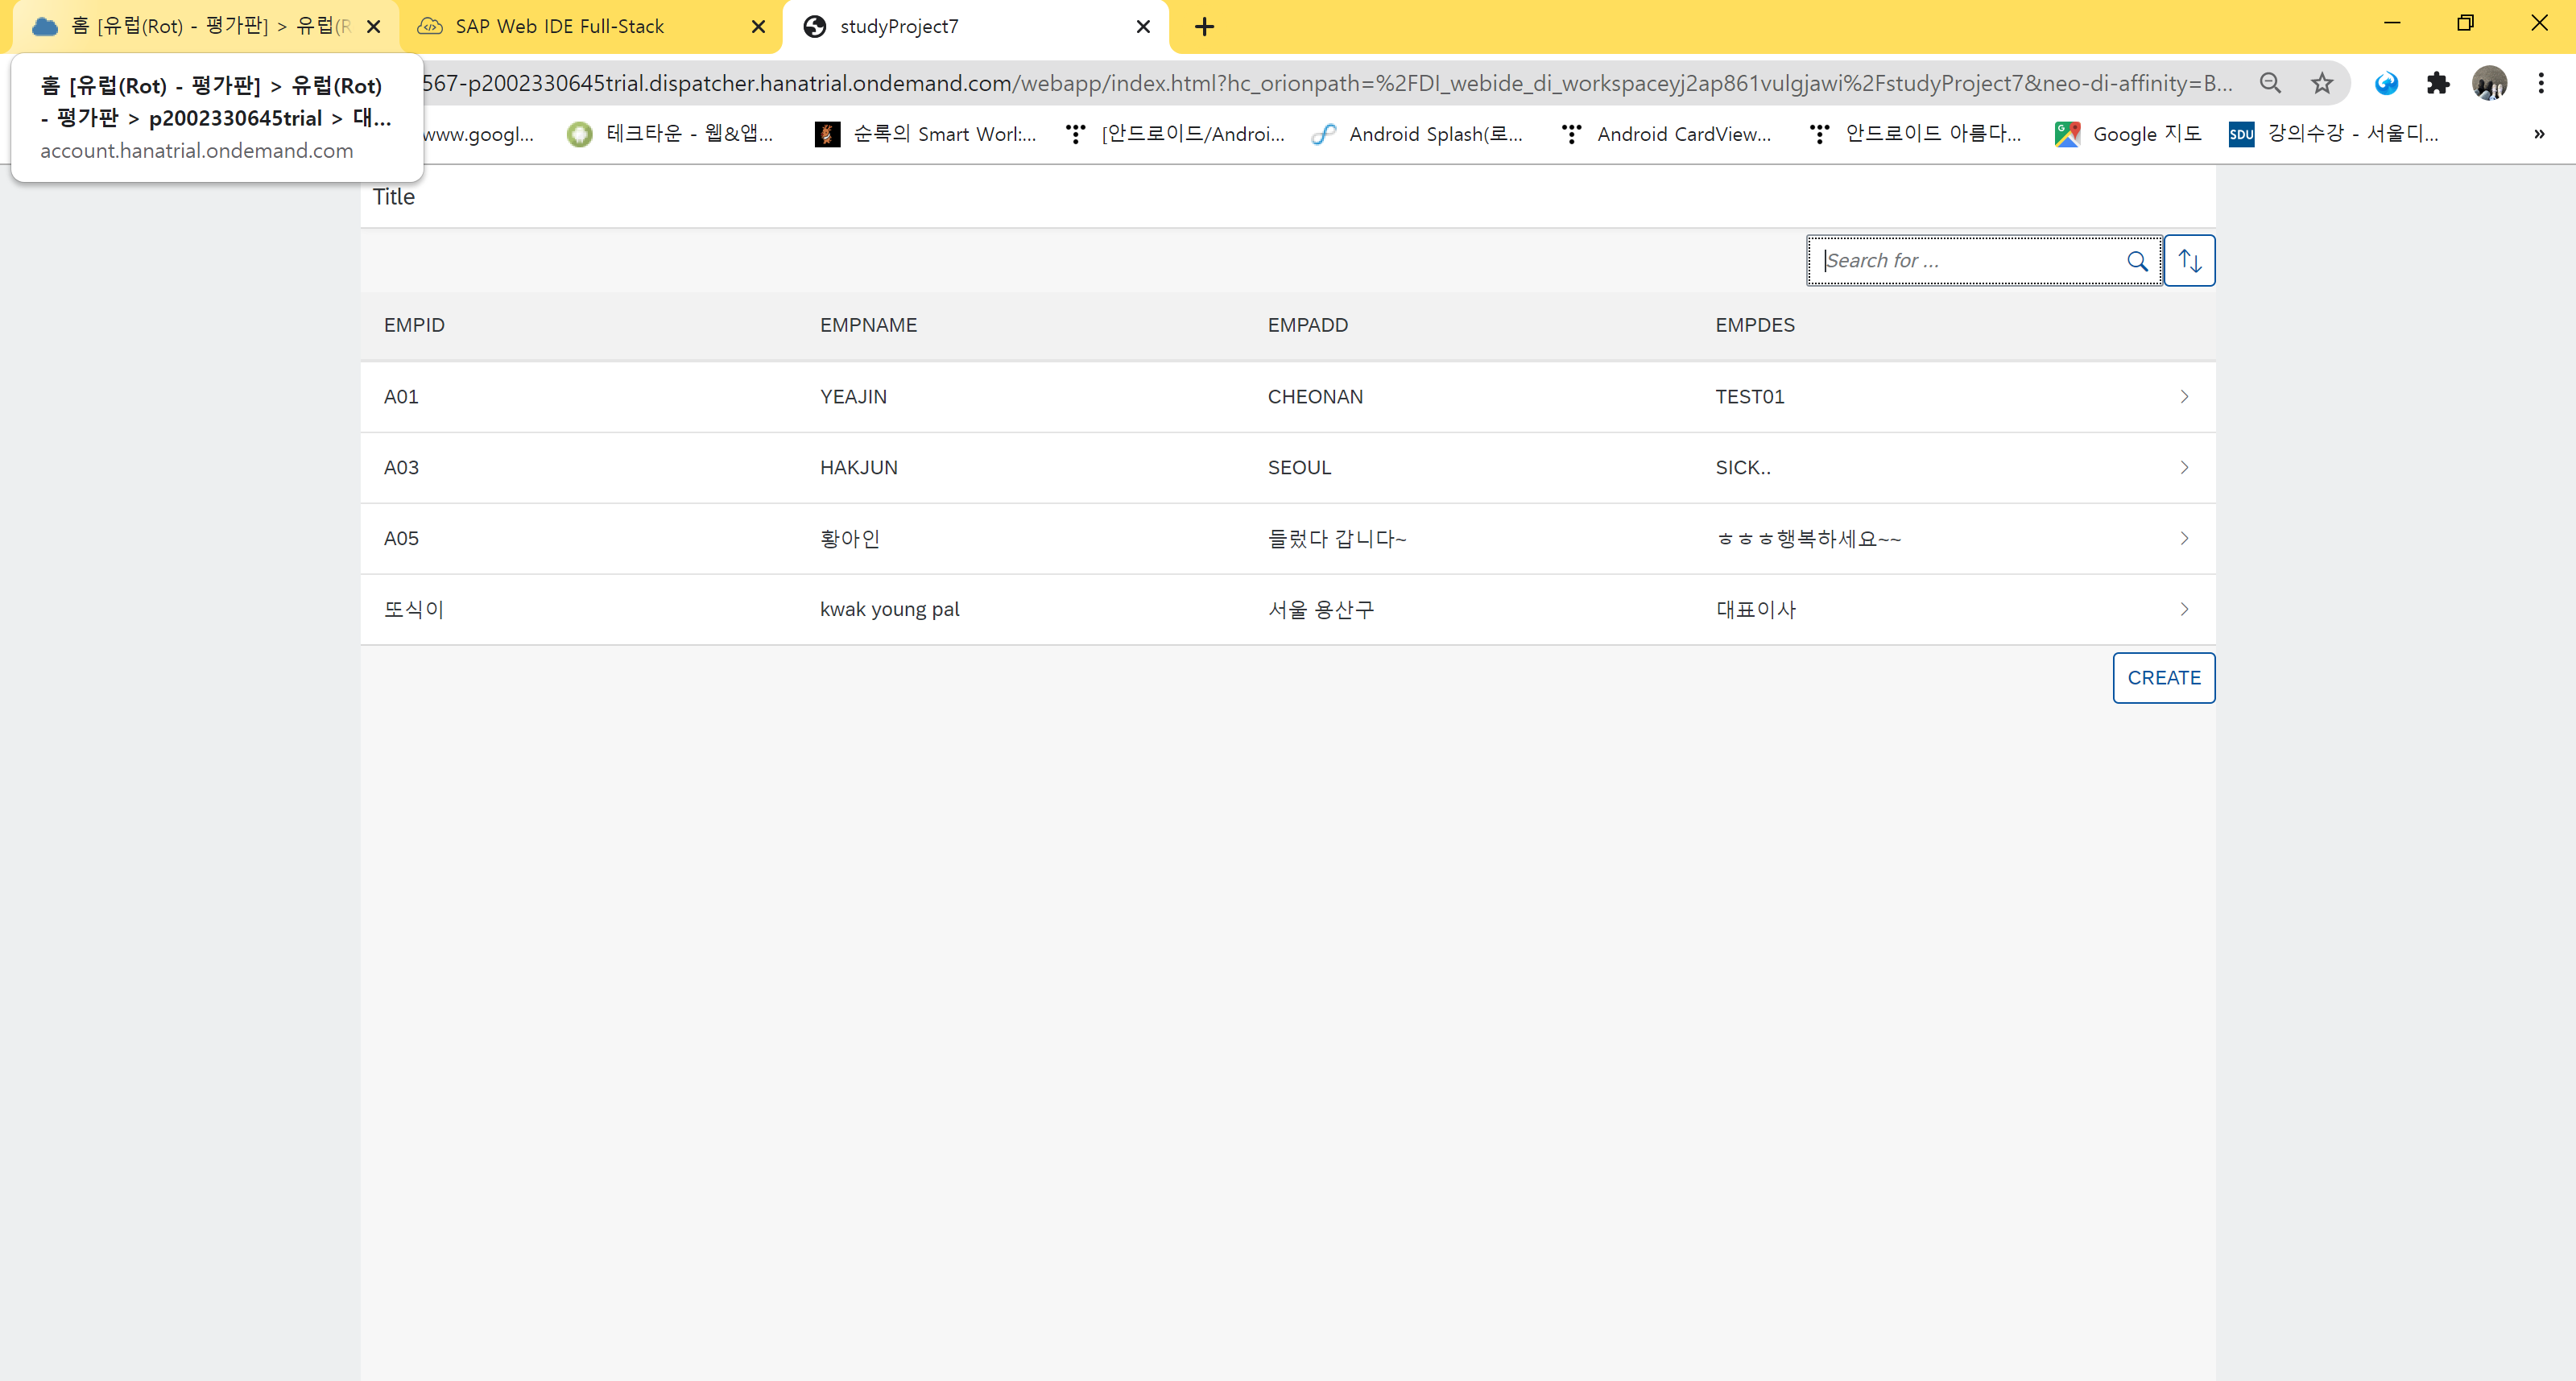 홈 [유럽(Rot) - 평가판] > 유럽(R
SAP Web IDE Full-Stack
studyProject7
홈 [유럽(Rot) - 평가판] > 유럽(Rot)
- 평가판 > p2002330645trial > 대...
account.hanatrial.ondemand.com
567-p2002330645trial.dispatcher.hanatrial.ondemand.com/webapp/index.html?hc_orionpath=%2FDI_webide_di_workspaceyj2ap861vulgjawi%2FstudyProject7&neo-di-affinity=B...
www.googl...
테크타운 - 웹&앱...
순록의 Smart Worl:...
[안드로이드/Androi...
Android Splash(로...
Android CardView...
안드로이드 아름다...
Google 지도
SDU 강의수강 - 서울디...
»
Title
Search for ...
EMPID EMPNAME EMPADD EMPDES
A01 YEAJIN CHEONAN TEST01
A03 HAKJUN SEOUL SICK..
A05 황아인 들렀다 갑니다~ ㅎㅎㅎ행복하세요~~
또식이 kwak young pal 서울 용산구 대표이사
CREATE